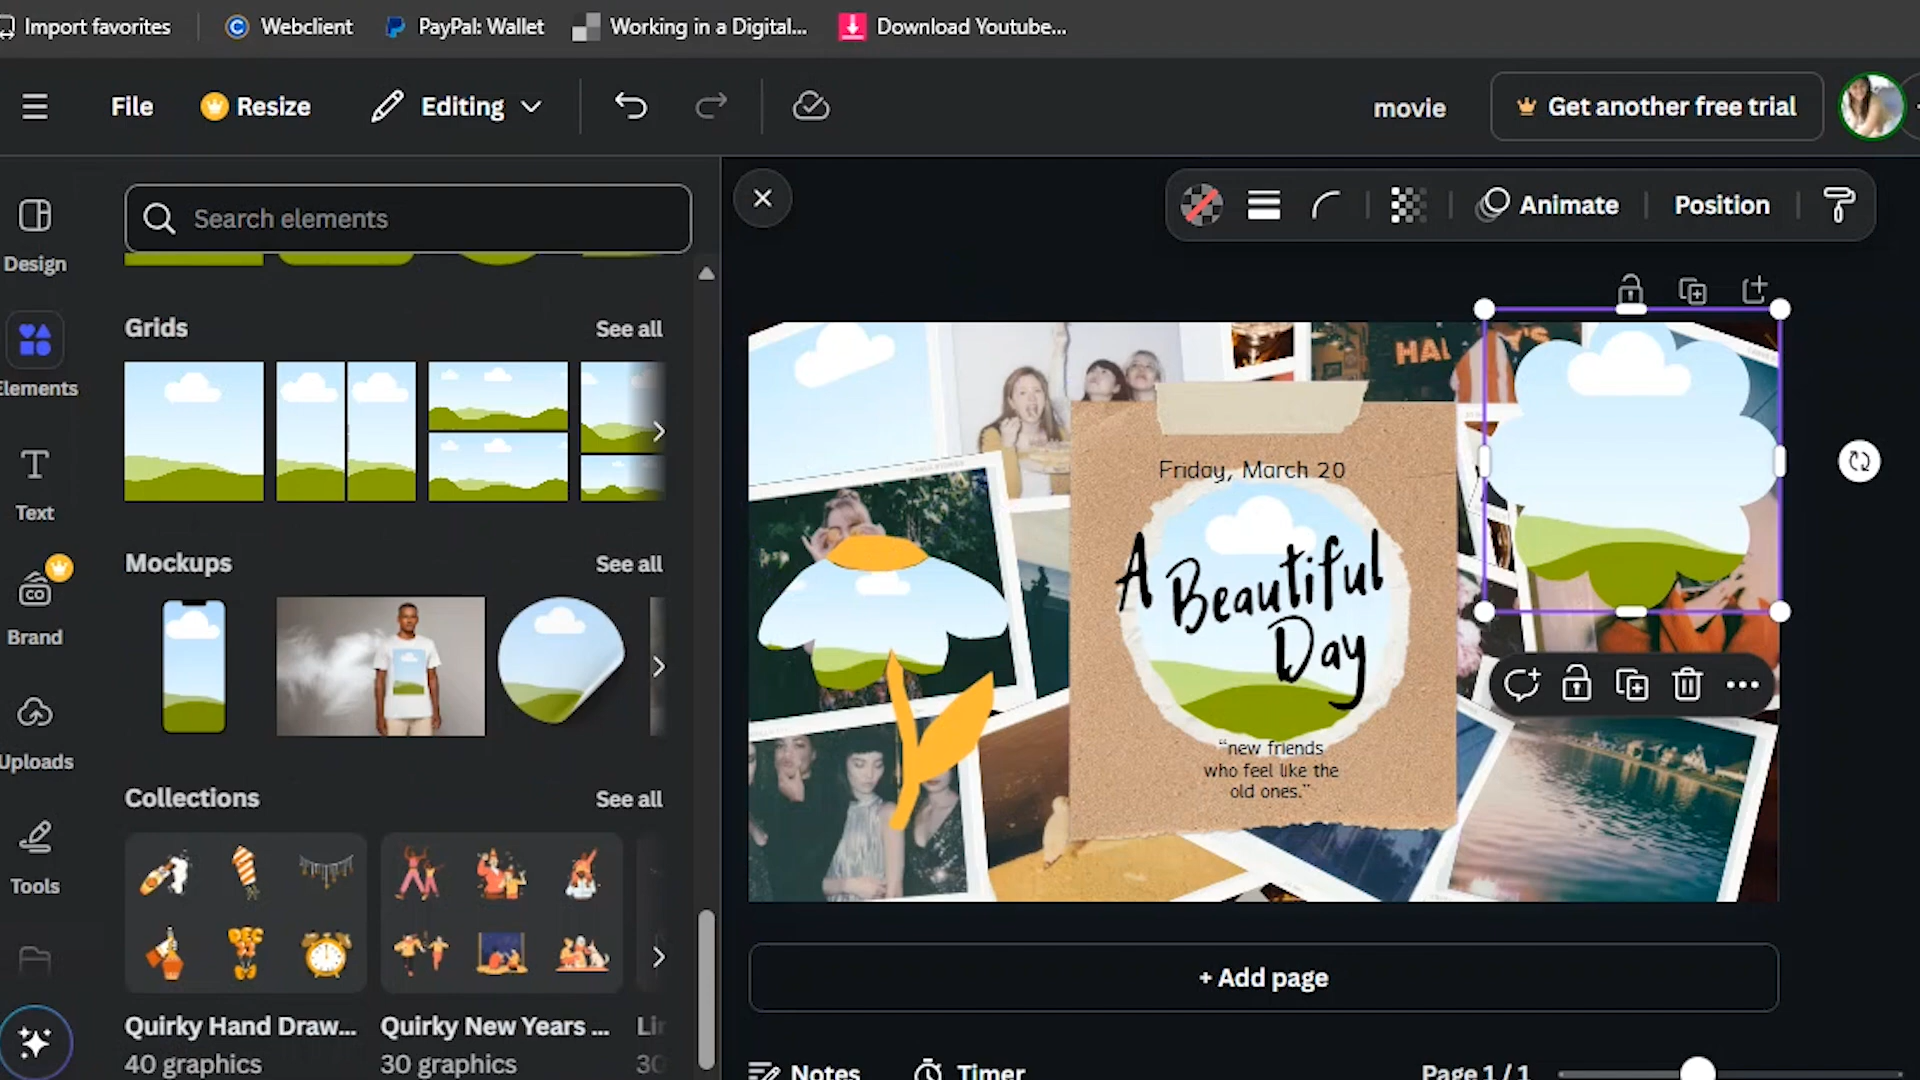 Import favorites
Webclient
PayPal: Wallet
Working in a Digital...
Download Youtube...
File
Resize
Editing
movie
Get another free trial
Search elements
Animate
Position
Design
Elements
Text
Brand
Uploads
Tools
Grids
See all
Mockups
See all
Collections
See all
Quirky Hand Draw...
40 graphics
Quirky New Years ...
30 graphics
Friday, March 20
A Beautiful
Day
“new friends
who feel like the
old ones.”
+ Add page
Notes
Timer
Page 1 / 1